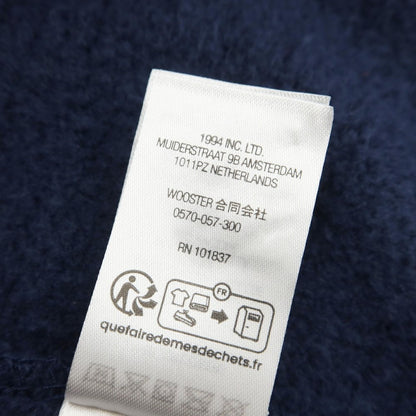 1994 INC. LTD.
MUIDERSTRAAT 9B AMSTERDAM
1011PZ NETHERLANDS
WOOSTER 合同会社
0570-057-300
RN 101837
FR
quefairedemesdechets.fr